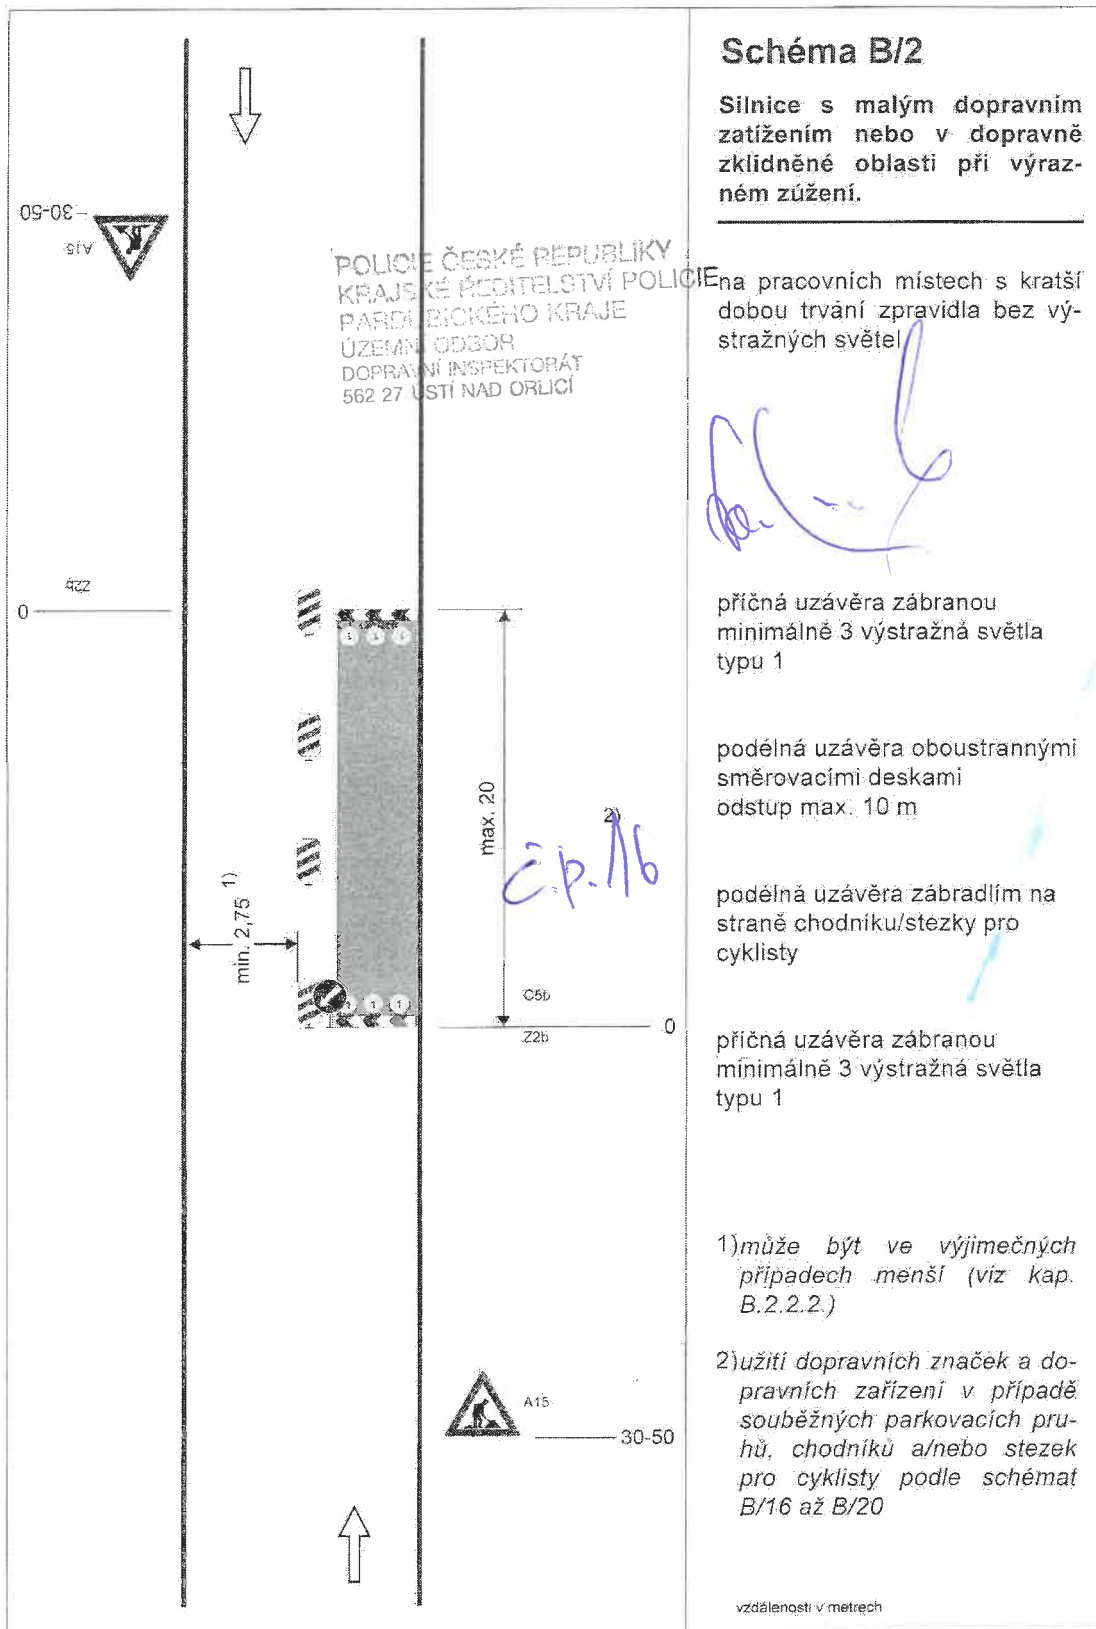 Schéma B/2
Silnice s malým dopravním
zatížením nebo v dopravně
zklidněné oblasti při výraz-
ném zúžení.
30-50
A15
POLICIE ČESKÉ REPUBLIKY
KRAJSKÉ ŘEDITELSTVÍ POLICIE
PARDUBICKÉHO KRAJE
ÚZEMNÍ ODBOR
DOPRAVNÍ INSPEKTORÁT
562 27 ÚSTÍ NAD ORLICÍ
na pracovních místech s kratší
dobou trvání zpravidla bez vý-
stražných světel
Z2b
0
1 1 1
příčná uzávěra zábranou
minimálně 3 výstražná světla
typu 1
podélná uzávěra oboustrannými
směrovacími deskami
odstup max. 10 m
max. 20
2)
č.p. 16
min. 2,75 1)
podélná uzávěra zábradlím na
straně chodníku/stezky pro
cyklisty
1 1 1
C5b
Z2b
0
příčná uzávěra zábranou
minimálně 3 výstražná světla
typu 1
1) může být ve výjimečných
případech menší (viz kap.
B.2.2.2.)
2) užití dopravních značek a do-
pravních zařízení v případě
souběžných parkovacích pru-
hů, chodníků a/nebo stezek
pro cyklisty podle schémat
B/16 až B/20
A15
30-50
vzdálenosti v metrech